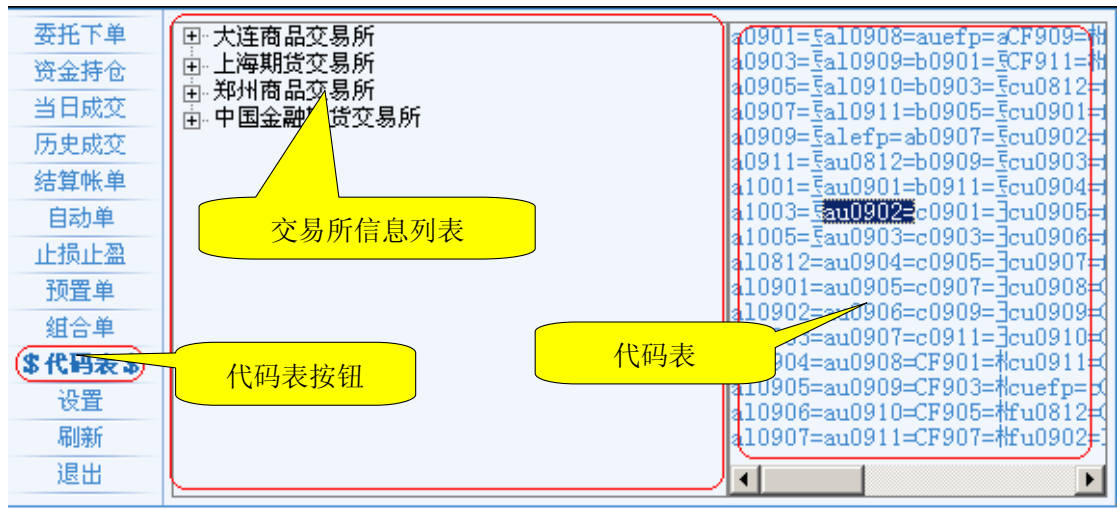 委托下单
资金持仓
当日成交
历史成交
结算帐单
自动单
止损止盈
预置单
组合单
$代码表$
设置
刷新
退出
大连商品交易所
上海期货交易所
郑州商品交易所
中国金融 货交易所
交易所信息列表
代码表按钮
代码表
a0901= al0908=auefp=aCF909=
a0903= al0909=b0901= CF911=
a0905= al0910=b0903= cu0812=
a0907= al0911=b0905= cu0901=
a0909= alefp=ab0907= cu0902=
a0911= au0812=b0909= cu0903=
a1001= au0901=b0911= cu0904=
a1003= au0902=c0901= cu0905=
a1005= au0903=c0903= cu0906=
al0812=au0904=c0905= cu0907=
al0901=au0905=c0907= cu0908=
al0902=au0906=c0909= cu0909=
=au0907=c0911= cu0910=
904=au0908=CF901= cu0911=
al0905=au0909=CF903= cuefp=
al0906=au0910=CF905= fu0812=
al0907=au0911=CF907= fu0902=